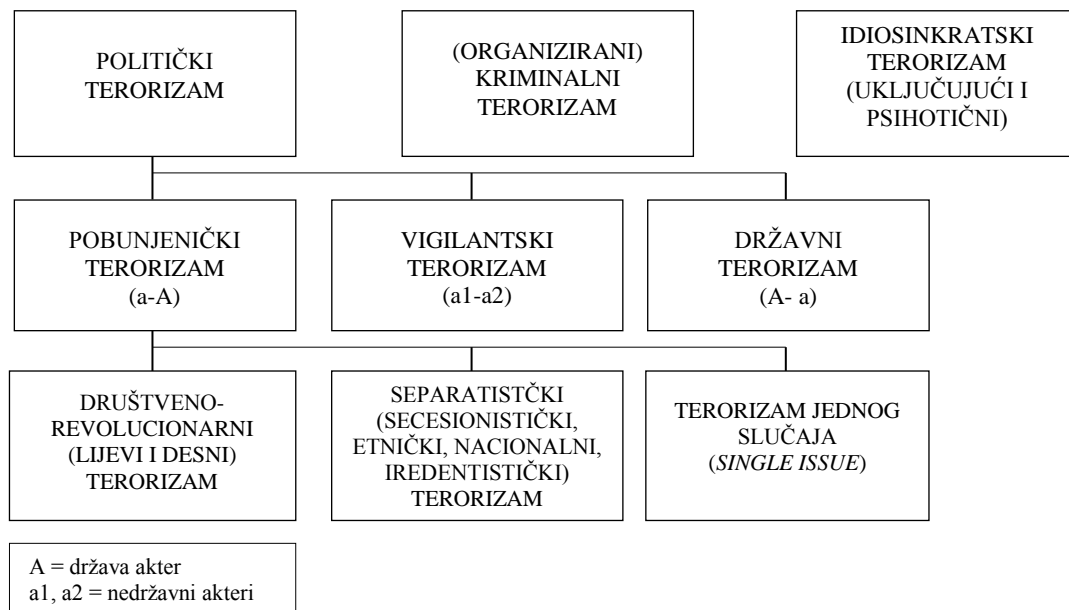 POLITIČKI
TERORIZAM
(ORGANIZIRANI)
KRIMINALNI
TERORIZAM
IDIOSINKRATSKI
TERORIZAM
(UKLJUČUJUĆI I
PSIHOTIČNI)
POBUNJENIČKI
TERORIZAM
(a-A)
VIGILANTSKI
TERORIZAM
(a1-a2)
DRŽAVNI
TERORIZAM
(A- a)
DRUŠTVENO-
REVOLUCIONARNI
(LIJEVI I DESNI)
TERORIZAM
SEPARATISTČKI
(SECESIONISTIČKI,
ETNIČKI, NACIONALNI,
IREDENTISTIČKI)
TERORIZAM
TERORIZAM JEDNOG
SLUČAJA
(SINGLE ISSUE)
A = država akter
a1, a2 = nedržavni akteri